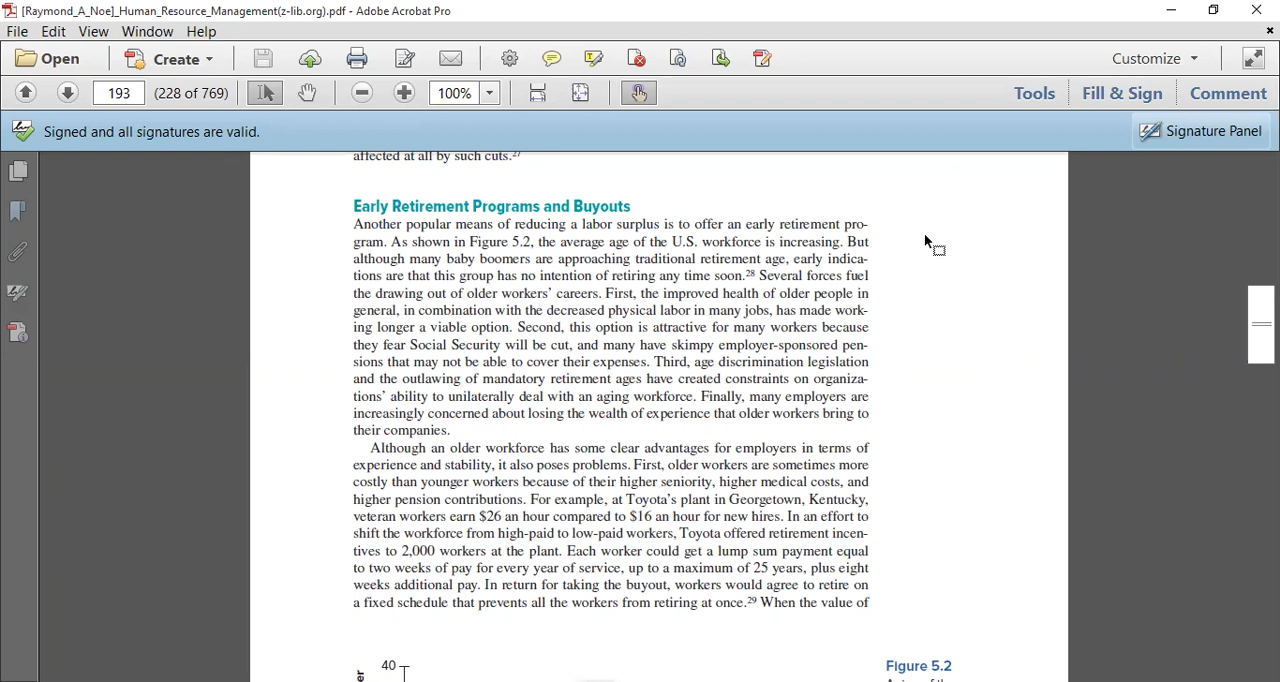 [Raymond_A_Noe]_Human_Resource_Management(z-lib.org).pdf - Adobe Acrobat Pro
File Edit View Window Help
Open Create Customize
193 (228 of 769) 100% Tools Fill & Sign Comment
Signed and all signatures are valid. Signature Panel
affected at all by such cuts.27
Early Retirement Programs and Buyouts
Another popular means of reducing a labor surplus is to offer an early retirement pro-
gram. As shown in Figure 5.2, the average age of the U.S. workforce is increasing. But
although many baby boomers are approaching traditional retirement age, early indica-
tions are that this group has no intention of retiring any time soon.28 Several forces fuel
the drawing out of older workers' careers. First, the improved health of older people in
general, in combination with the decreased physical labor in many jobs, has made work-
ing longer a viable option. Second, this option is attractive for many workers because
they fear Social Security will be cut, and many have skimpy employer-sponsored pen-
sions that may not be able to cover their expenses. Third, age discrimination legislation
and the outlawing of mandatory retirement ages have created constraints on organiza-
tions' ability to unilaterally deal with an aging workforce. Finally, many employers are
increasingly concerned about losing the wealth of experience that older workers bring to
their companies.
Although an older workforce has some clear advantages for employers in terms of
experience and stability, it also poses problems. First, older workers are sometimes more
costly than younger workers because of their higher seniority, higher medical costs, and
higher pension contributions. For example, at Toyota's plant in Georgetown, Kentucky,
veteran workers earn $26 an hour compared to $16 an hour for new hires. In an effort to
shift the workforce from high-paid to low-paid workers, Toyota offered retirement incen-
tives to 2,000 workers at the plant. Each worker could get a lump sum payment equal
to two weeks of pay for every year of service, up to a maximum of 25 years, plus eight
weeks additional pay. In return for taking the buyout, workers would agree to retire on
a fixed schedule that prevents all the workers from retiring at once.29 When the value of
40 Figure 5.2